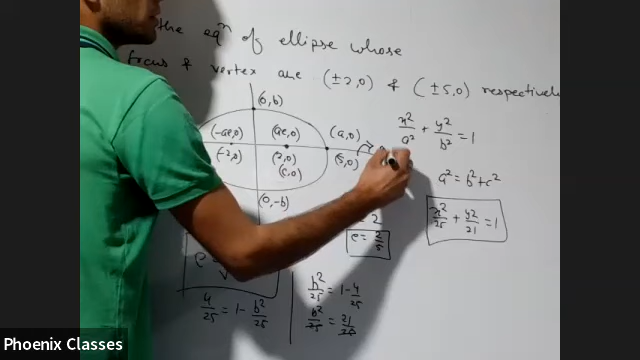 the eqⁿ of ellipse whose
focus & vertex are (±2,0) & (±5,0) respectively
(0,b)
(-ae,0) (ae,0) (a,0)
(-2,0) (2,0) (5,0)
(c,0)
(0,-b)
x²/a² + y²/b² = 1
a² = b² + c²
x²/25 + y²/21 = 1
= 2
e = 2/5
4/25 = 1 - b²/25
b²/25 = 1 - 4/25
b²/25 = 21/25
Phoenix Classes